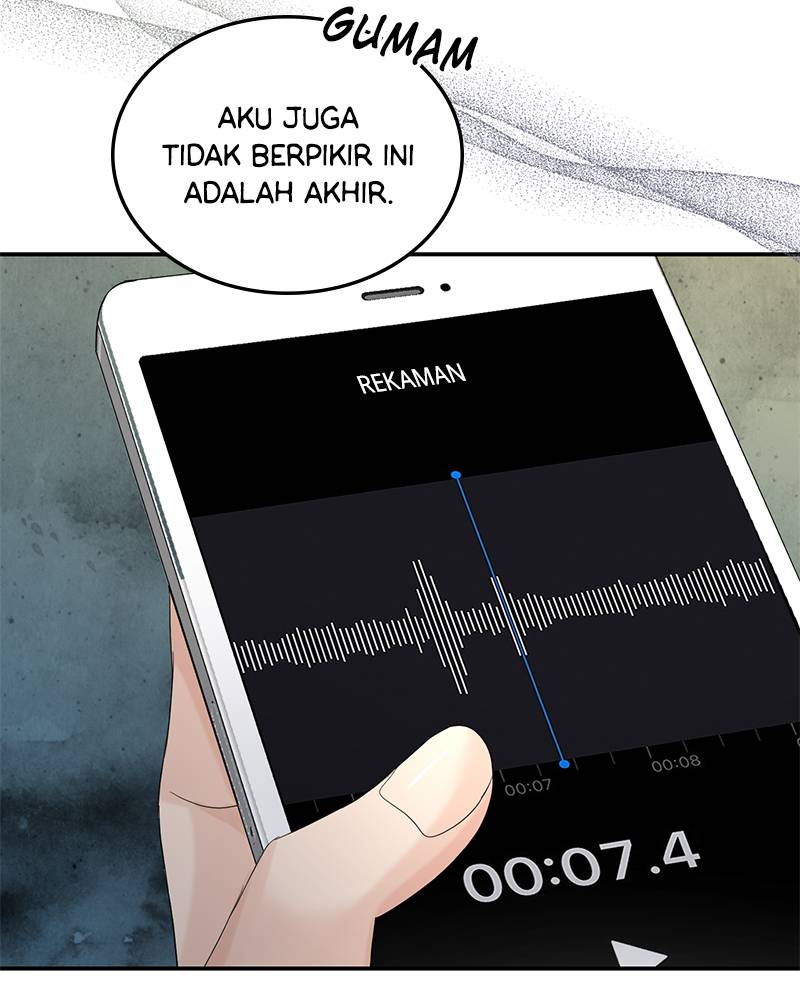 GUMAM
AKU JUGA
TIDAK BERPIKIR INI
ADALAH AKHIR.
REKAMAN
00:07
00:08
00:07.4